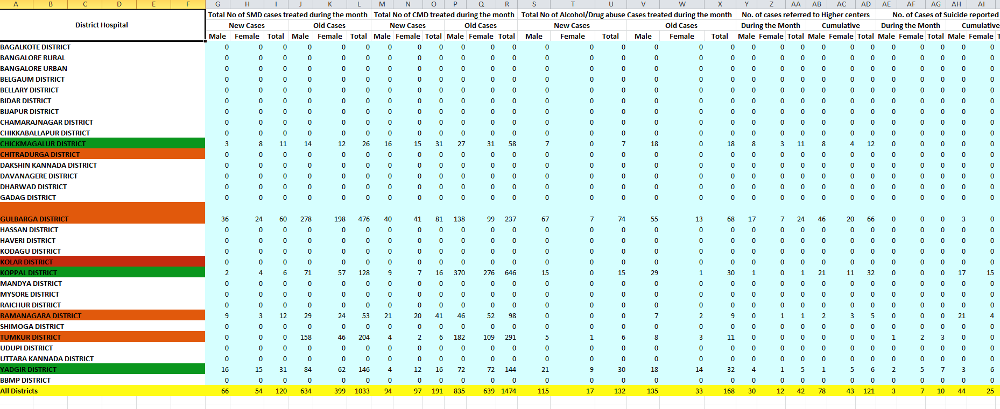 A B C D E F G H I J K L M N O P Q R S T U V W X Y Z AA AB AC AD AE AF AG AH AI
Total No of SMD cases treated during the month Total No of CMD treated during the month Total No of Alcohol/Drug abuse Cases treated during the month No. of cases referred to Higher centers No. of Cases of Suicide reported
District Hospital
New Cases Old Cases New Cases Old Cases New Cases Old Cases During the Month Cumulative During the Month Cumulative
Male Female Total Male Female Total Male Female Total Male Female Total Male Female Total Male Female Total Male Female Total Male Female Total Male Female Total Male Female T
BAGALKOTE DISTRICT 0 0 0 0 0 0 0 0 0 0 0 0 0 0 0 0 0 0 0 0 0 0 0 0 0 0 0 0 0
BANGALORE RURAL 0 0 0 0 0 0 0 0 0 0 0 0 0 0 0 0 0 0 0 0 0 0 0 0 0 0 0 0 0
BANGALORE URBAN 0 0 0 0 0 0 0 0 0 0 0 0 0 0 0 0 0 0 0 0 0 0 0 0 0 0 0 0 0
BELGAUM DISTRICT 0 0 0 0 0 0 0 0 0 0 0 0 0 0 0 0 0 0 0 0 0 0 0 0 0 0 0 0 0
BELLARY DISTRICT 0 0 0 0 0 0 0 0 0 0 0 0 0 0 0 0 0 0 0 0 0 0 0 0 0 0 0 0 0
BIDAR DISTRICT 0 0 0 0 0 0 0 0 0 0 0 0 0 0 0 0 0 0 0 0 0 0 0 0 0 0 0 0 0
BIJAPUR DISTRICT 0 0 0 0 0 0 0 0 0 0 0 0 0 0 0 0 0 0 0 0 0 0 0 0 0 0 0 0 0
CHAMARAJNAGAR DISTRICT 0 0 0 0 0 0 0 0 0 0 0 0 0 0 0 0 0 0 0 0 0 0 0 0 0 0 0 0 0
CHIKKABALLAPUR DISTRICT 0 0 0 0 0 0 0 0 0 0 0 0 0 0 0 0 0 0 0 0 0 0 0 0 0 0 0 0 0
CHICKMAGALUR DISTRICT 3 8 11 14 12 26 16 15 31 27 31 58 7 0 7 18 0 18 8 3 11 8 4 12 0 0 0 0 0
CHITRADURGA DISTRICT 0 0 0 0 0 0 0 0 0 0 0 0 0 0 0 0 0 0 0 0 0 0 0 0 0 0 0 0 0
DAKSHIN KANNADA DISTRICT 0 0 0 0 0 0 0 0 0 0 0 0 0 0 0 0 0 0 0 0 0 0 0 0 0 0 0 0 0
DAVANAGERE DISTRICT 0 0 0 0 0 0 0 0 0 0 0 0 0 0 0 0 0 0 0 0 0 0 0 0 0 0 0 0 0
DHARWAD DISTRICT 0 0 0 0 0 0 0 0 0 0 0 0 0 0 0 0 0 0 0 0 0 0 0 0 0 0 0 0 0
GADAG DISTRICT 0 0 0 0 0 0 0 0 0 0 0 0 0 0 0 0 0 0 0 0 0 0 0 0 0 0 0 0 0
GULBARGA DISTRICT 36 24 60 278 198 476 40 41 81 138 99 237 67 7 74 55 13 68 17 7 24 46 20 66 0 0 0 3 0
HASSAN DISTRICT 0 0 0 0 0 0 0 0 0 0 0 0 0 0 0 0 0 0 0 0 0 0 0 0 0 0 0 0 0
HAVERI DISTRICT 0 0 0 0 0 0 0 0 0 0 0 0 0 0 0 0 0 0 0 0 0 0 0 0 0 0 0 0 0
KODAGU DISTRICT 0 0 0 0 0 0 0 0 0 0 0 0 0 0 0 0 0 0 0 0 0 0 0 0 0 0 0 0 0
KOLAR DISTRICT 0 0 0 0 0 0 0 0 0 0 0 0 0 0 0 0 0 0 0 0 0 0 0 0 0 0 0 0 0
KOPPAL DISTRICT 2 4 6 71 57 128 9 7 16 370 276 646 15 0 15 29 1 30 1 0 1 21 11 32 0 0 0 17 15
MANDYA DISTRICT 0 0 0 0 0 0 0 0 0 0 0 0 0 0 0 0 0 0 0 0 0 0 0 0 0 0 0 0 0
MYSORE DISTRICT 0 0 0 0 0 0 0 0 0 0 0 0 0 0 0 0 0 0 0 0 0 0 0 0 0 0 0 0 0
RAICHUR DISTRICT 0 0 0 0 0 0 0 0 0 0 0 0 0 0 0 0 0 0 0 0 0 0 0 0 0 0 0 0 0
RAMANAGARA DISTRICT 9 3 12 29 24 53 21 20 41 46 52 98 0 0 0 7 2 9 0 1 1 2 3 5 0 0 0 21 4
SHIMOGA DISTRICT 0 0 0 0 0 0 0 0 0 0 0 0 0 0 0 0 0 0 0 0 0 0 0 0 0 0 0 0 0
TUMKUR DISTRICT 0 0 0 158 46 204 4 2 6 182 109 291 5 1 6 8 3 11 0 0 0 0 0 0 1 2 3 0 0
UDUPI DISTRICT 0 0 0 0 0 0 0 0 0 0 0 0 0 0 0 0 0 0 0 0 0 0 0 0 0 0 0 0 0
UTTARA KANNADA DISTRICT 0 0 0 0 0 0 0 0 0 0 0 0 0 0 0 0 0 0 0 0 0 0 0 0 0 0 0 0 0
YADGIR DISTRICT 16 15 31 84 62 146 4 12 16 72 72 144 21 9 30 18 14 32 4 1 5 1 5 6 2 5 7 3 6
BBMP DISTRICT 0 0 0 0 0 0 0 0 0 0 0 0 0 0 0 0 0 0 0 0 0 0 0 0 0 0 0 0 0
All Districts 66 54 120 634 399 1033 94 97 191 835 639 1474 115 17 132 135 33 168 30 12 42 78 43 121 3 7 10 44 25